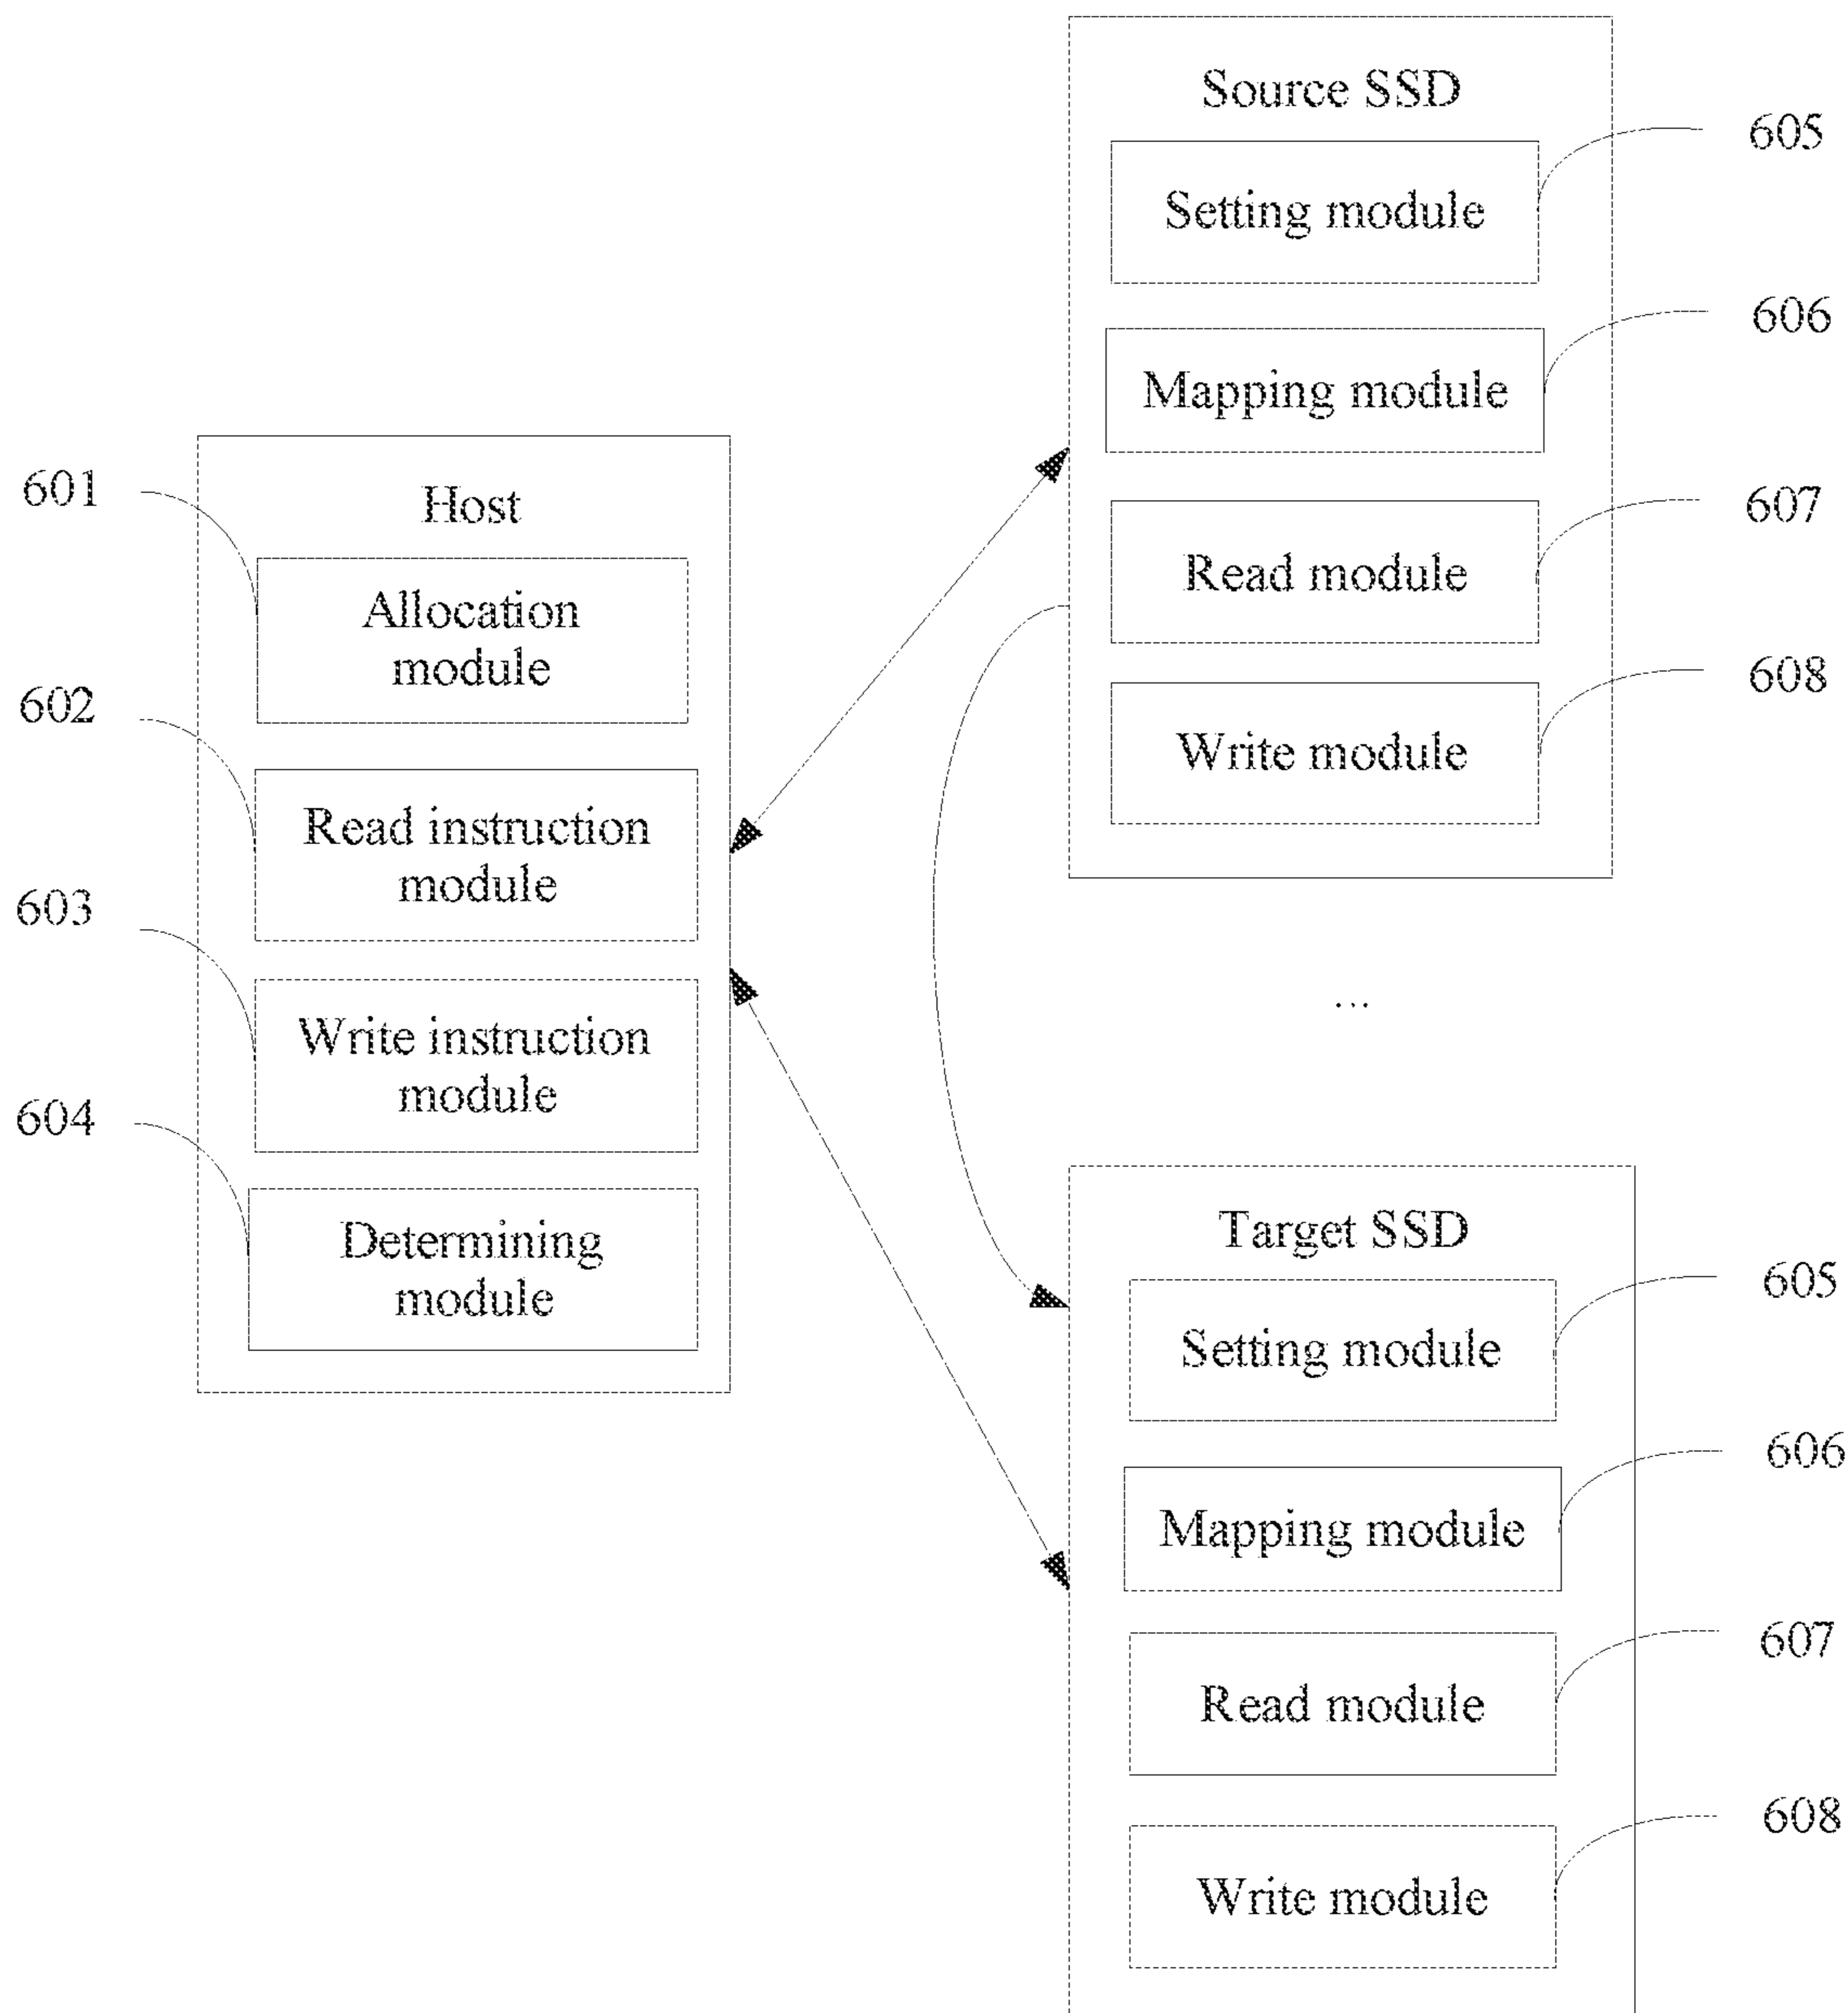 Host
601
Allocation
module
602
Read instruction
module
603
Write instruction
module
604
Determining
module
Source SSD
605
Setting module
606
Mapping module
607
Read module
608
Write module
...
Target SSD
605
Setting module
606
Mapping module
607
Read module
608
Write module